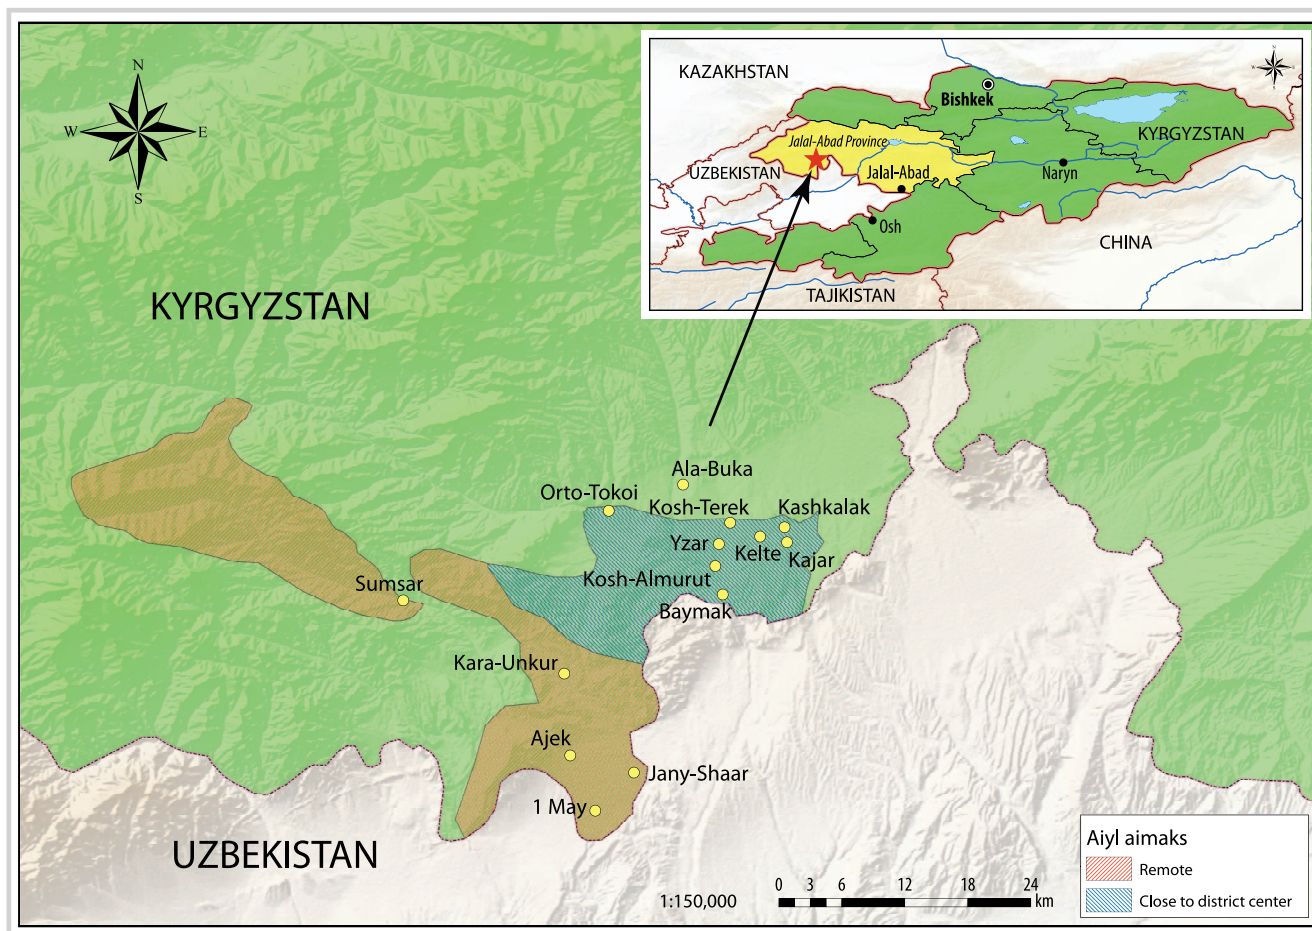 N
W
E
S
KAZAKHSTAN
Bishkek
N
W
E
S
Jalal-Abad Province
KYRGYZSTAN
UZBEKISTAN
Jalal-Abad
Naryn
Osh
CHINA
TAJIKISTAN
KYRGYZSTAN
Ala-Buka
Orto-Tokoi
Kosh-Terek
Kashkalak
Yzar
Kelte
Kajar
Kosh-Almurut
Sumsar
Baymak
Kara-Unkur
Ajek
Jany-Shaar
1 May
UZBEKISTAN
Aiyl aimaks
Remote
Close to district center
1:150,000
0 3 6 12 18 24
km